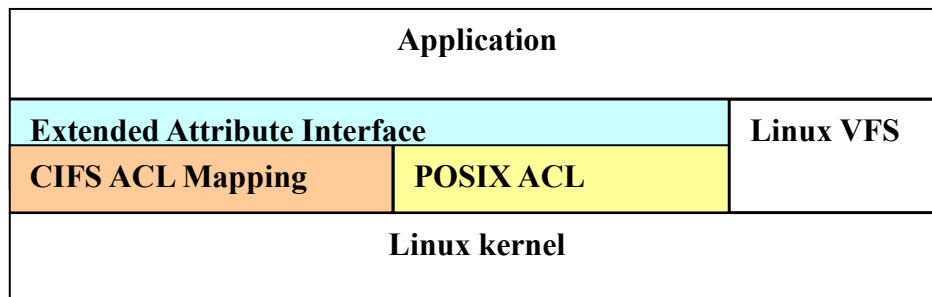 Application
Extended Attribute Interface
Linux VFS
CIFS ACL Mapping
POSIX ACL
Linux kernel